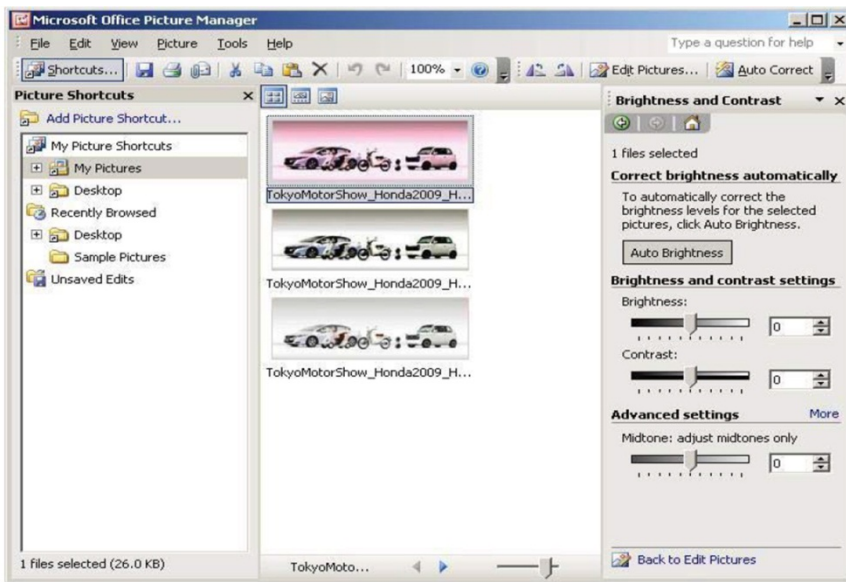 Microsoft Office Picture Manager
File Edit View Picture Tools Help Type a question for help
Shortcuts... 100% Edit Pictures... Auto Correct
Picture Shortcuts
Add Picture Shortcut...
My Picture Shortcuts
My Pictures
Desktop
Recently Browsed
Desktop
Sample Pictures
Unsaved Edits
1 files selected (26.0 KB)
TokyoMotorShow_Honda2009_H...
TokyoMotorShow_Honda2009_H...
TokyoMotorShow_Honda2009_H...
TokyoMoto...
Brightness and Contrast
1 files selected
Correct brightness automatically
To automatically correct the
brightness levels for the selected
pictures, click Auto Brightness.
Auto Brightness
Brightness and contrast settings
Brightness:
0
Contrast:
0
Advanced settings More
Midtone: adjust midtones only
0
Back to Edit Pictures